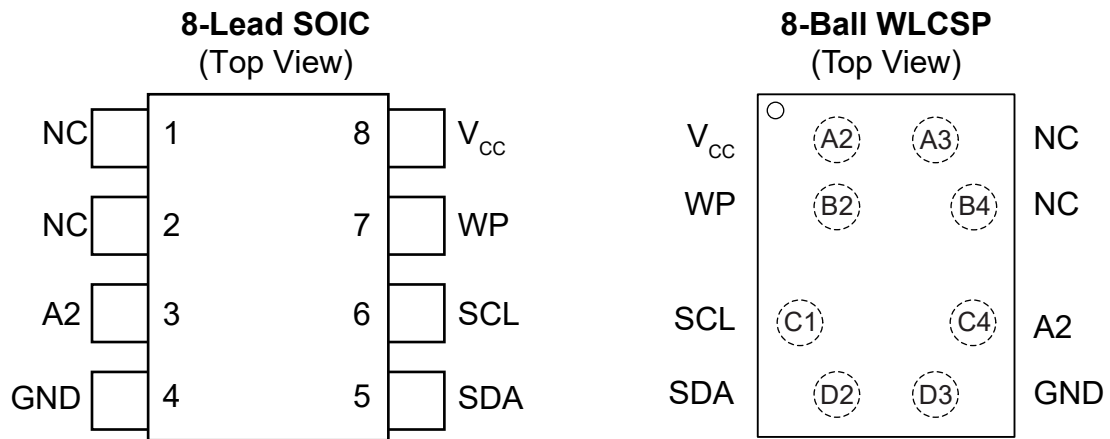 8-Lead SOIC
(Top View)
NC 1 8 VCC
NC 2 7 WP
A2 3 6 SCL
GND 4 5 SDA
8-Ball WLCSP
(Top View)
VCC A2 A3 NC
WP B2 B4 NC
SCL C1 C4 A2
SDA D2 D3 GND